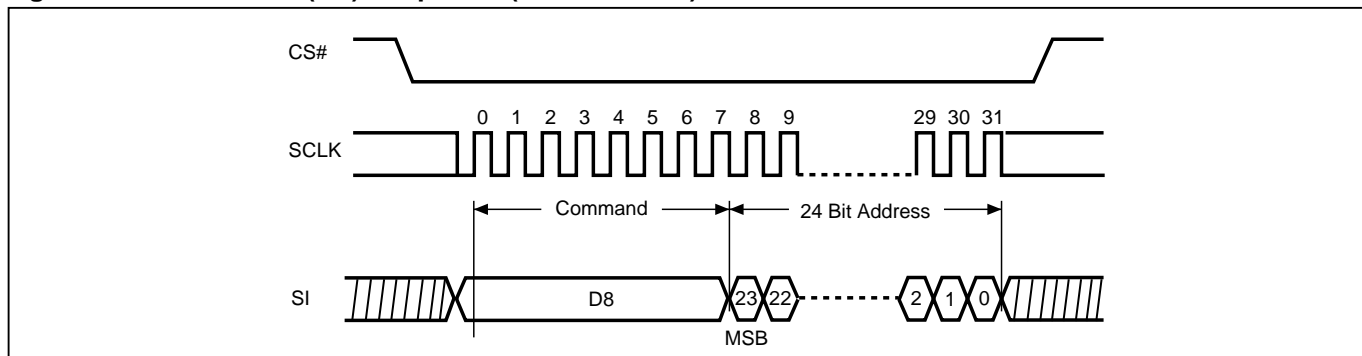 CS#
0 1 2 3 4 5 6 7 8 9 29 30 31
SCLK
Command 24 Bit Address
SI D8 23 22 2 1 0
MSB